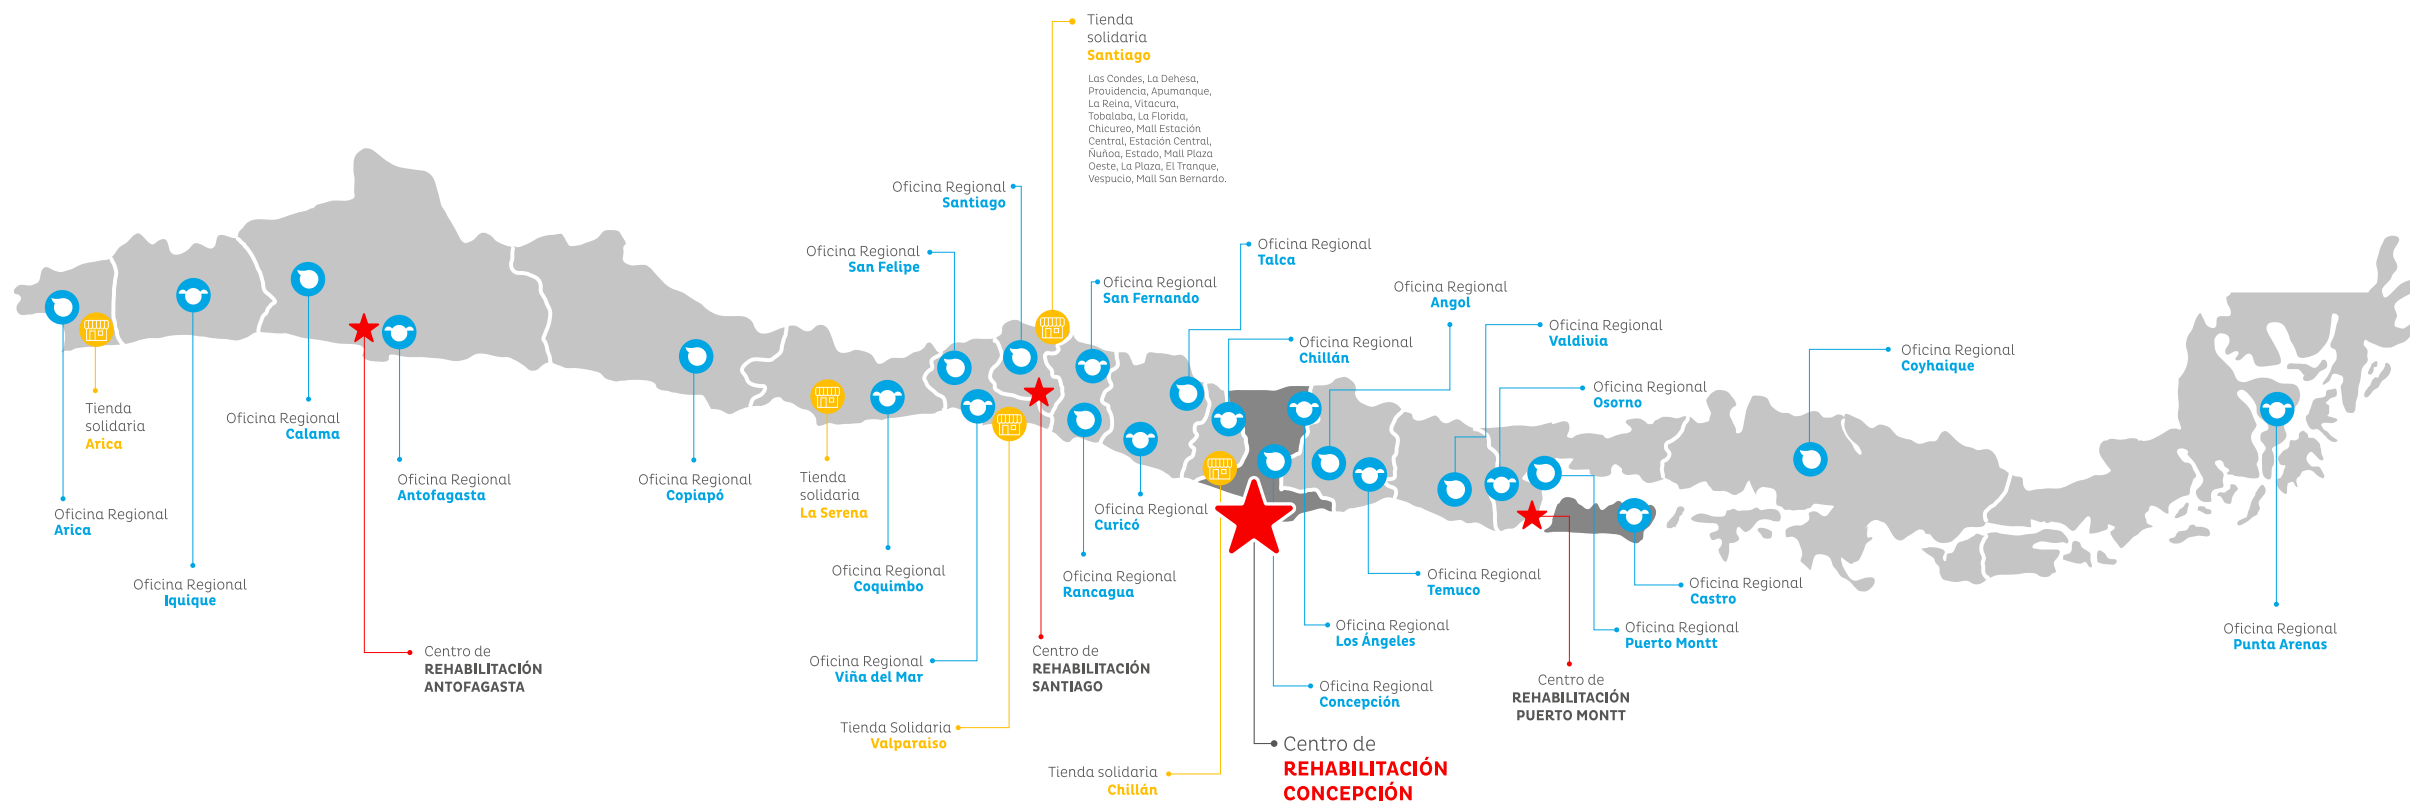 Tienda
solidaria
Santiago
Las Condes, La Dehesa,
Providencia, Apumanque,
La Reina, Vitacura,
Tobalaba, La Florida,
Chicureo, Mall Estación
Central, Estación Central,
Ñuñoa, Estado, Mall Plaza
Oeste, La Plaza, El Tranque,
Vespucio, Mall San Bernardo.
Oficina Regional
Santiago
Oficina Regional
San Felipe
Oficina Regional
Talca
Oficina Regional
San Fernando
Oficina Regional
Angol
Oficina Regional
Valdivia
Oficina Regional
Chillán
Oficina Regional
Coyhaique
Oficina Regional
Osorno
Tienda
solidaria
Arica
Oficina Regional
Calama
Oficina Regional
Antofagasta
Oficina Regional
Copiapó
Tienda
solidaria
La Serena
Oficina Regional
Arica
Oficina Regional
Curicó
Oficina Regional
Iquique
Oficina Regional
Coquimbo
Oficina Regional
Rancagua
Oficina Regional
Temuco
Oficina Regional
Castro
Oficina Regional
Los Ángeles
Oficina Regional
Puerto Montt
Oficina Regional
Punta Arenas
Centro de
REHABILITACIÓN
ANTOFAGASTA
Oficina Regional
Viña del Mar
Centro de
REHABILITACIÓN
SANTIAGO
Oficina Regional
Concepción
Centro de
REHABILITACIÓN
PUERTO MONTT
Tienda Solidaria
Valparaíso
Tienda solidaria
Chillán
Centro de
REHABILITACIÓN
CONCEPCIÓN